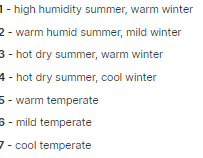 1 - high humidity summer, warm winter
2 - warm humid summer, mild winter
3 - hot dry summer, warm winter
4 - hot dry summer, cool winter
5 - warm temperate
6 - mild temperate
7 - cool temperate